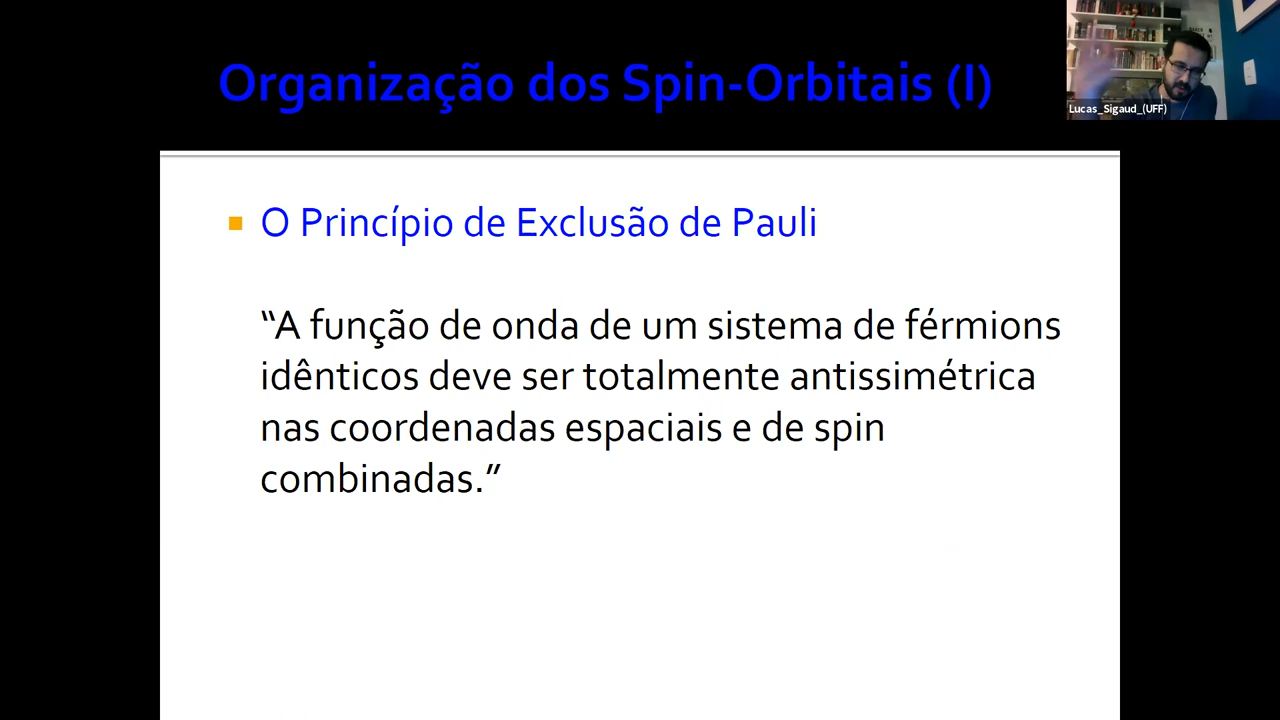 Organização dos Spin-Orbitais (I)
Lucas_Sigaud_(UFF)
O Princípio de Exclusão de Pauli
“A função de onda de um sistema de férmions
idênticos deve ser totalmente antissimétrica
nas coordenadas espaciais e de spin
combinadas.”